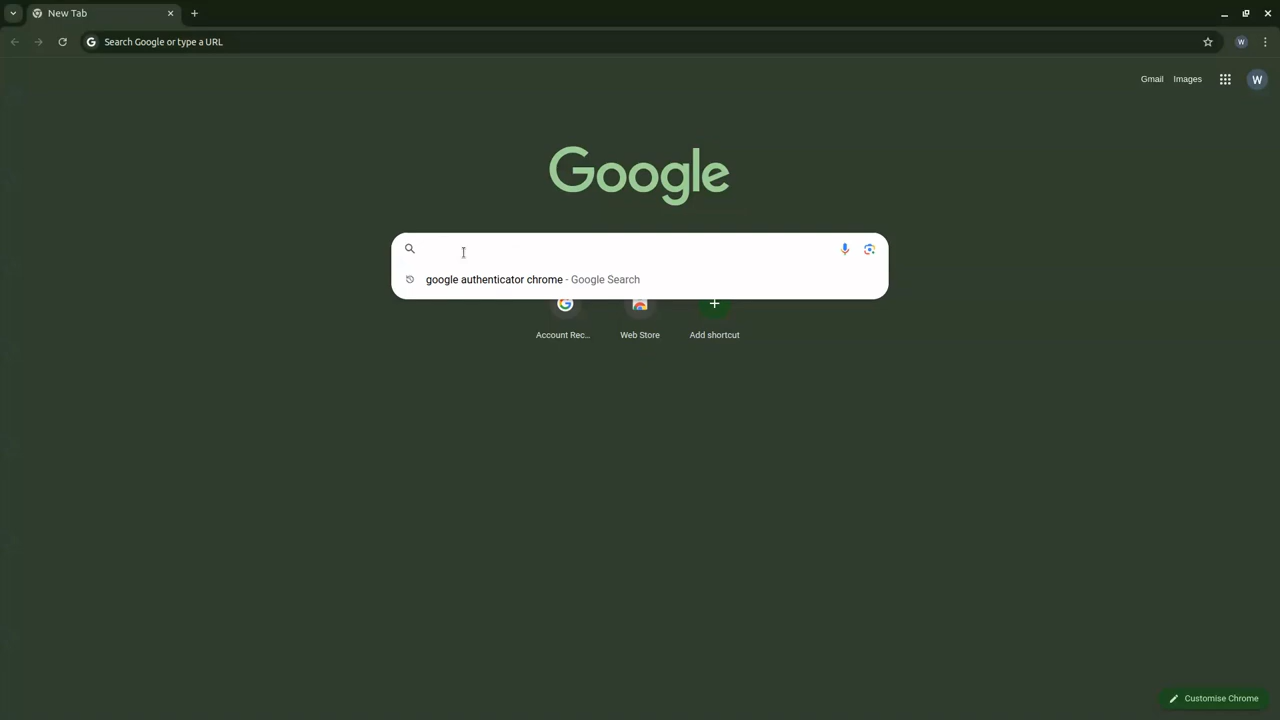 New Tab
Search Google or type a URL
W
Gmail
Images
W
Google
google authenticator chrome - Google Search
Account Rec...
Web Store
Add shortcut
Customise Chrome